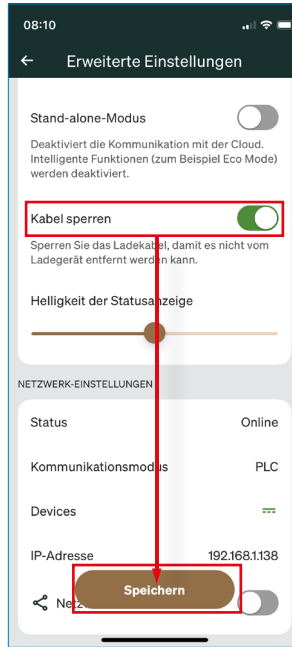 08:10
Erweiterte Einstellungen
Stand-alone-Modus
Deaktiviert die Kommunikation mit der Cloud.
Intelligente Funktionen (zum Beispiel Eco Mode)
werden deaktiviert.
Kabel sperren
Sperren Sie das Ladekabel, damit es nicht vom
Ladegerät entfernt werden kann.
Helligkeit der Statusanzeige
NETZWERK-EINSTELLUNGEN
Status Online
Kommunikationsmodus PLC
Devices
IP-Adresse 192.168.1.138
Speichern